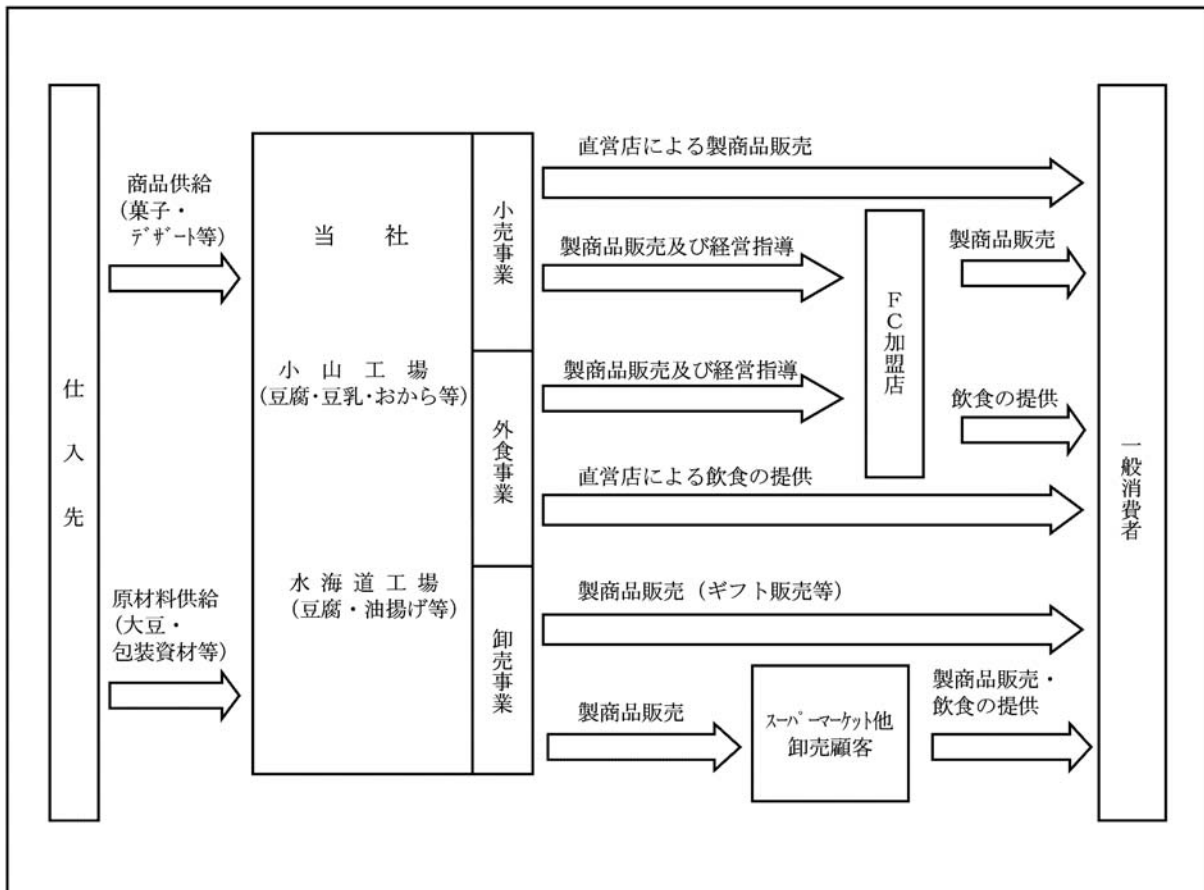 仕入先
商品供給
(菓子・
ﾃﾞｻﾞｰﾄ等)
原材料供給
(大豆・
包装資材等)
当　社
小山工場
(豆腐・豆乳・おから等)
水海道工場
(豆腐・油揚げ等)
小売事業
外食事業
卸売事業
直営店による製商品販売
製商品販売及び経営指導
製商品販売及び経営指導
直営店による飲食の提供
製商品販売（ギフト販売等）
製商品販売
ＦＣ加盟店
製商品販売
飲食の提供
ｽｰﾊﾟｰﾏｰｹｯﾄ他
卸売顧客
製商品販売・
飲食の提供
一般消費者